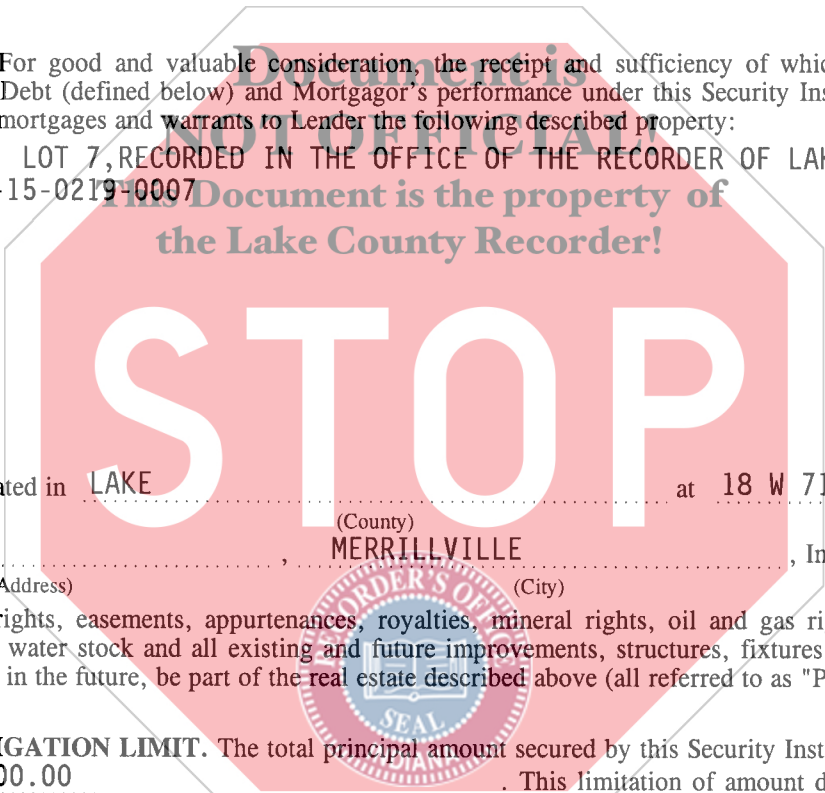 For good and valuable consideration, the receipt and sufficiency of whic
Document is
Debt (defined below) and Mortgagor's performance under this Security Ins
mortgages and warrants to Lender the following described property:
NOT OFFICIAL!
LOT 7,RECORDED IN THE OFFICE OF THE RECORDER OF LAK
-15-0219-0007
This Document is the property of
the Lake County Recorder!
STOP
ated in LAKE at 18 W 71
(County)
, MERRILLVILLE , In
Address) (City)
rights, easements, appurtenances, royalties, mineral rights, oil and gas ri
water stock and all existing and future improvements, structures, fixtures
in the future, be part of the real estate described above (all referred to as "P
RECORDER'S OFFICE
SEAL
INDIANA
IGATION LIMIT. The total principal amount secured by this Security Inst
00.00 . This limitation of amount d